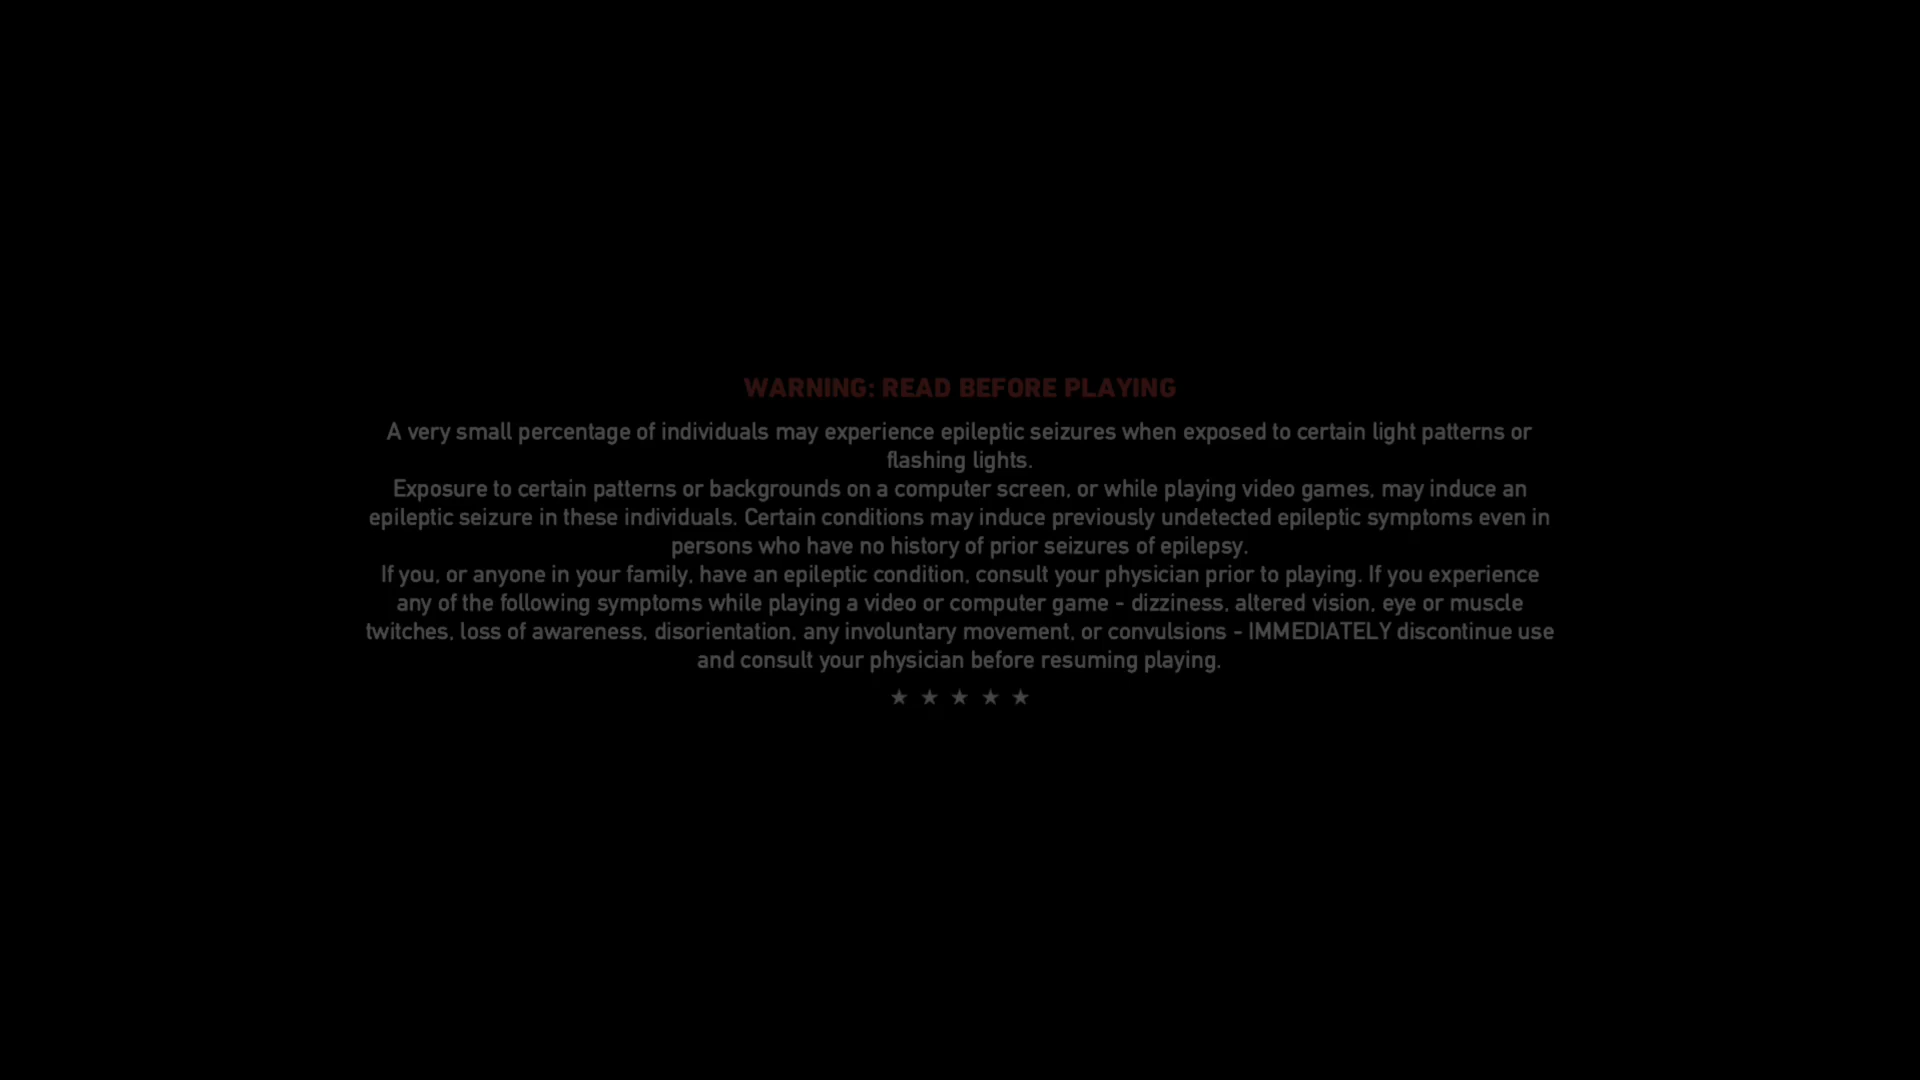 WARNING: READ BEFORE PLAYING
A very small percentage of individuals may experience epileptic seizures when exposed to certain light patterns or
flashing lights.
Exposure to certain patterns or backgrounds on a computer screen, or while playing video games, may induce an
epileptic seizure in these individuals. Certain conditions may induce previously undetected epileptic symptoms even in
persons who have no history of prior seizures of epilepsy.
If you, or anyone in your family, have an epileptic condition, consult your physician prior to playing. If you experience
any of the following symptoms while playing a video or computer game - dizziness, altered vision, eye or muscle
twitches, loss of awareness, disorientation, any involuntary movement, or convulsions - IMMEDIATELY discontinue use
and consult your physician before resuming playing.
★ ★ ★ ★ ★